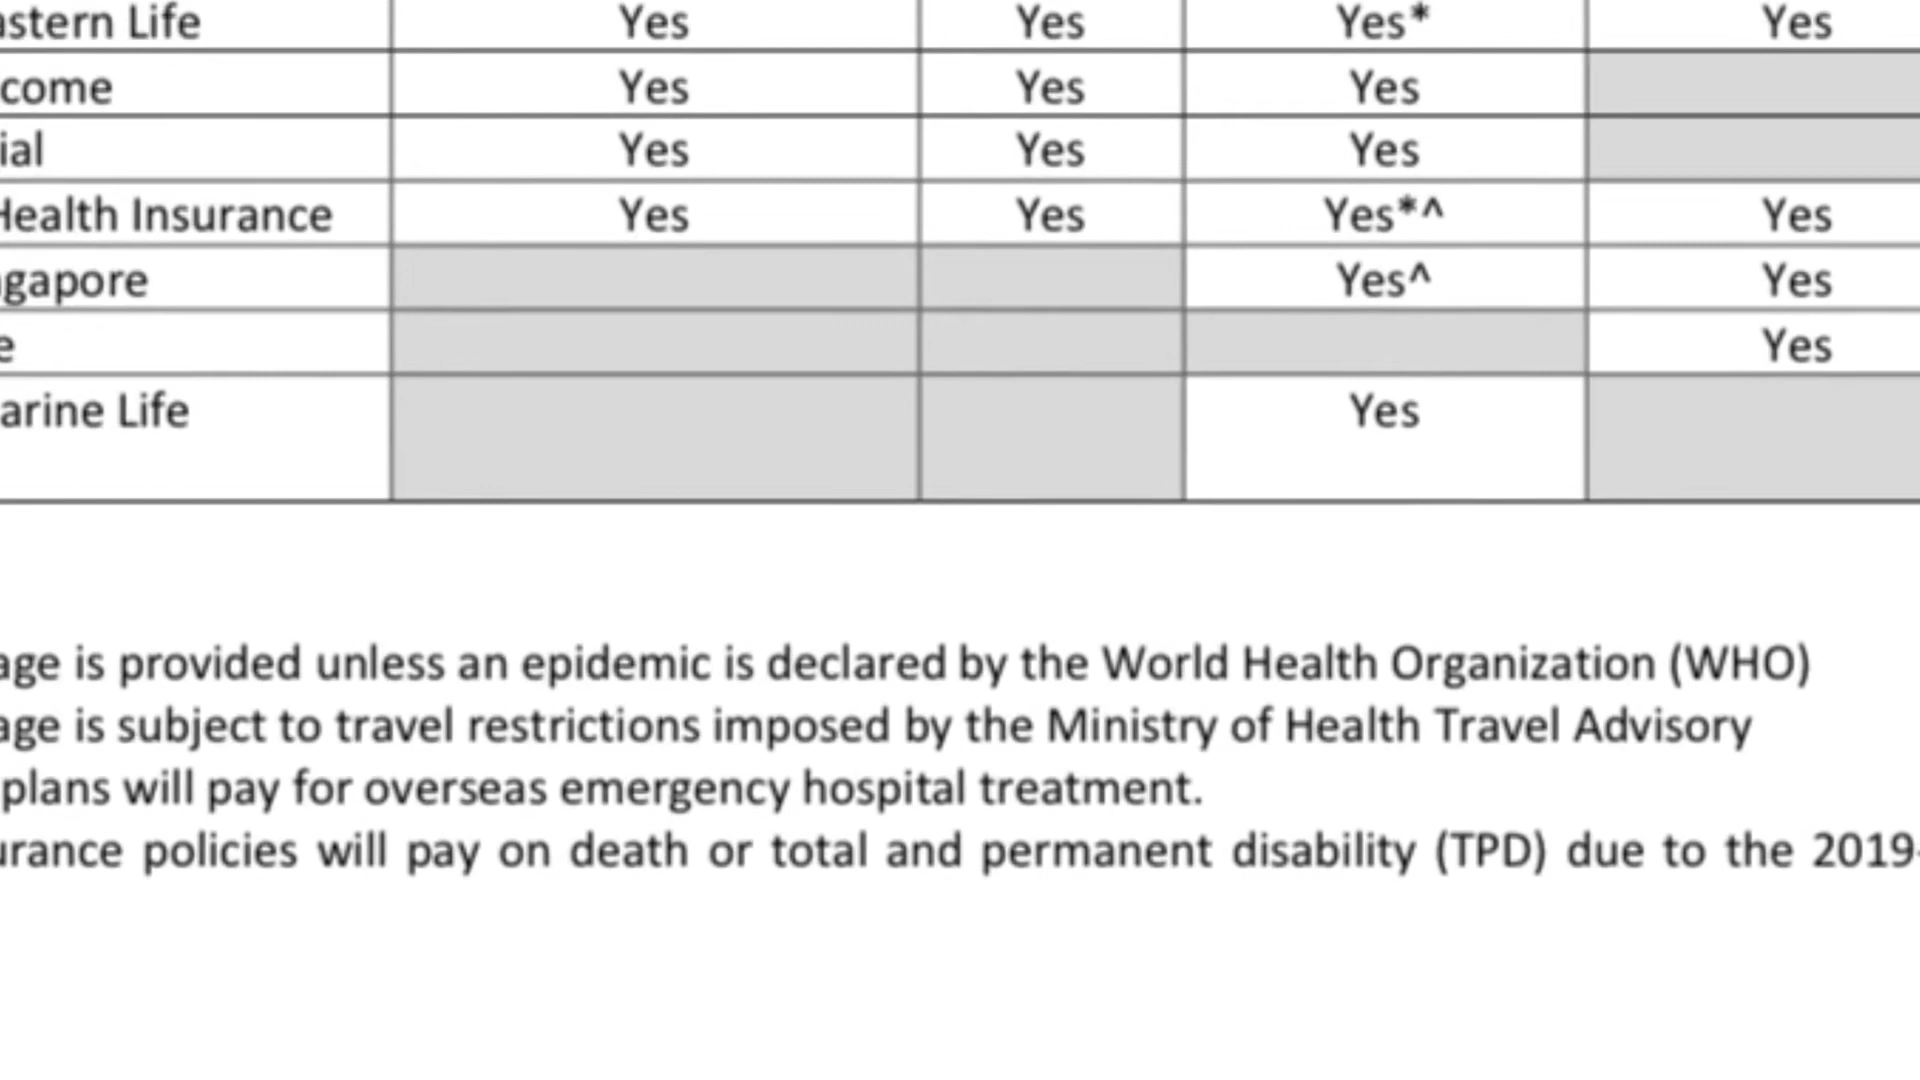 astern Life Yes Yes Yes* Yes
come Yes Yes Yes
ial Yes Yes Yes
Health Insurance Yes Yes Yes*^ Yes
gapore Yes^ Yes
e Yes
arine Life Yes
age is provided unless an epidemic is declared by the World Health Organization (WHO)
age is subject to travel restrictions imposed by the Ministry of Health Travel Advisory
plans will pay for overseas emergency hospital treatment.
urance policies will pay on death or total and permanent disability (TPD) due to the 2019-